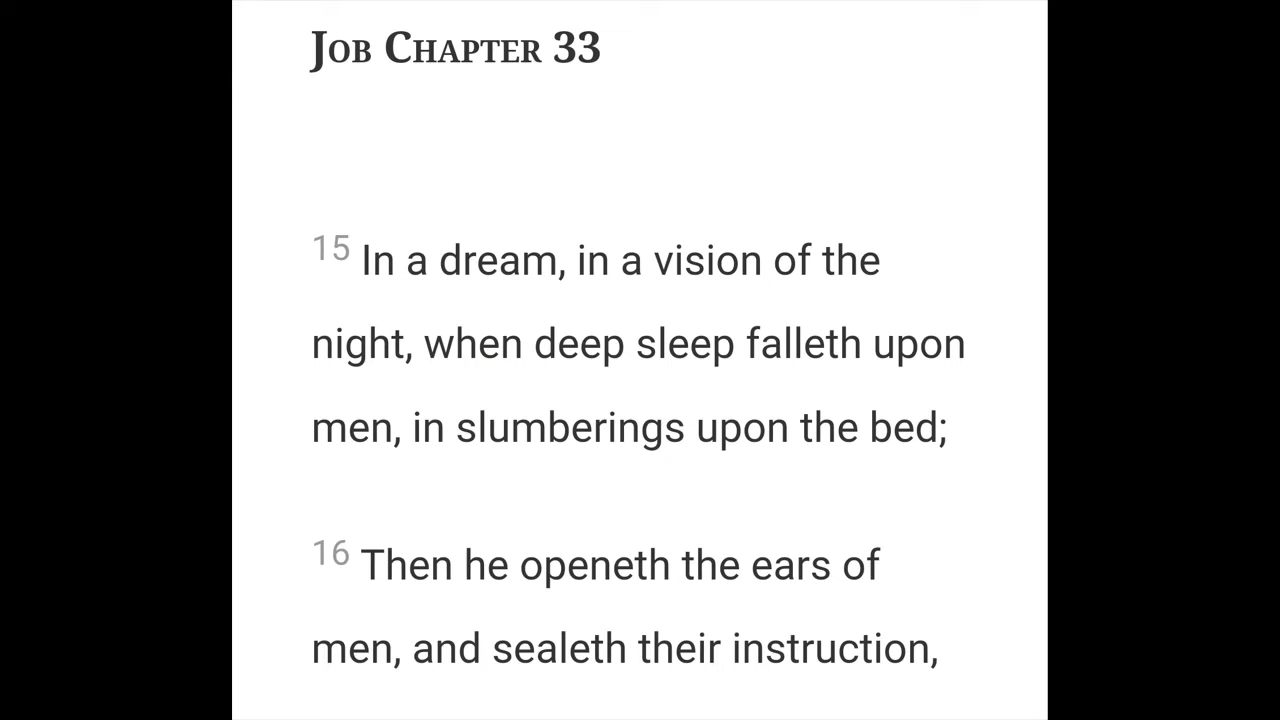 Job Chapter 33
15 In a dream, in a vision of the
night, when deep sleep falleth upon
men, in slumberings upon the bed;
16 Then he openeth the ears of
men, and sealeth their instruction,